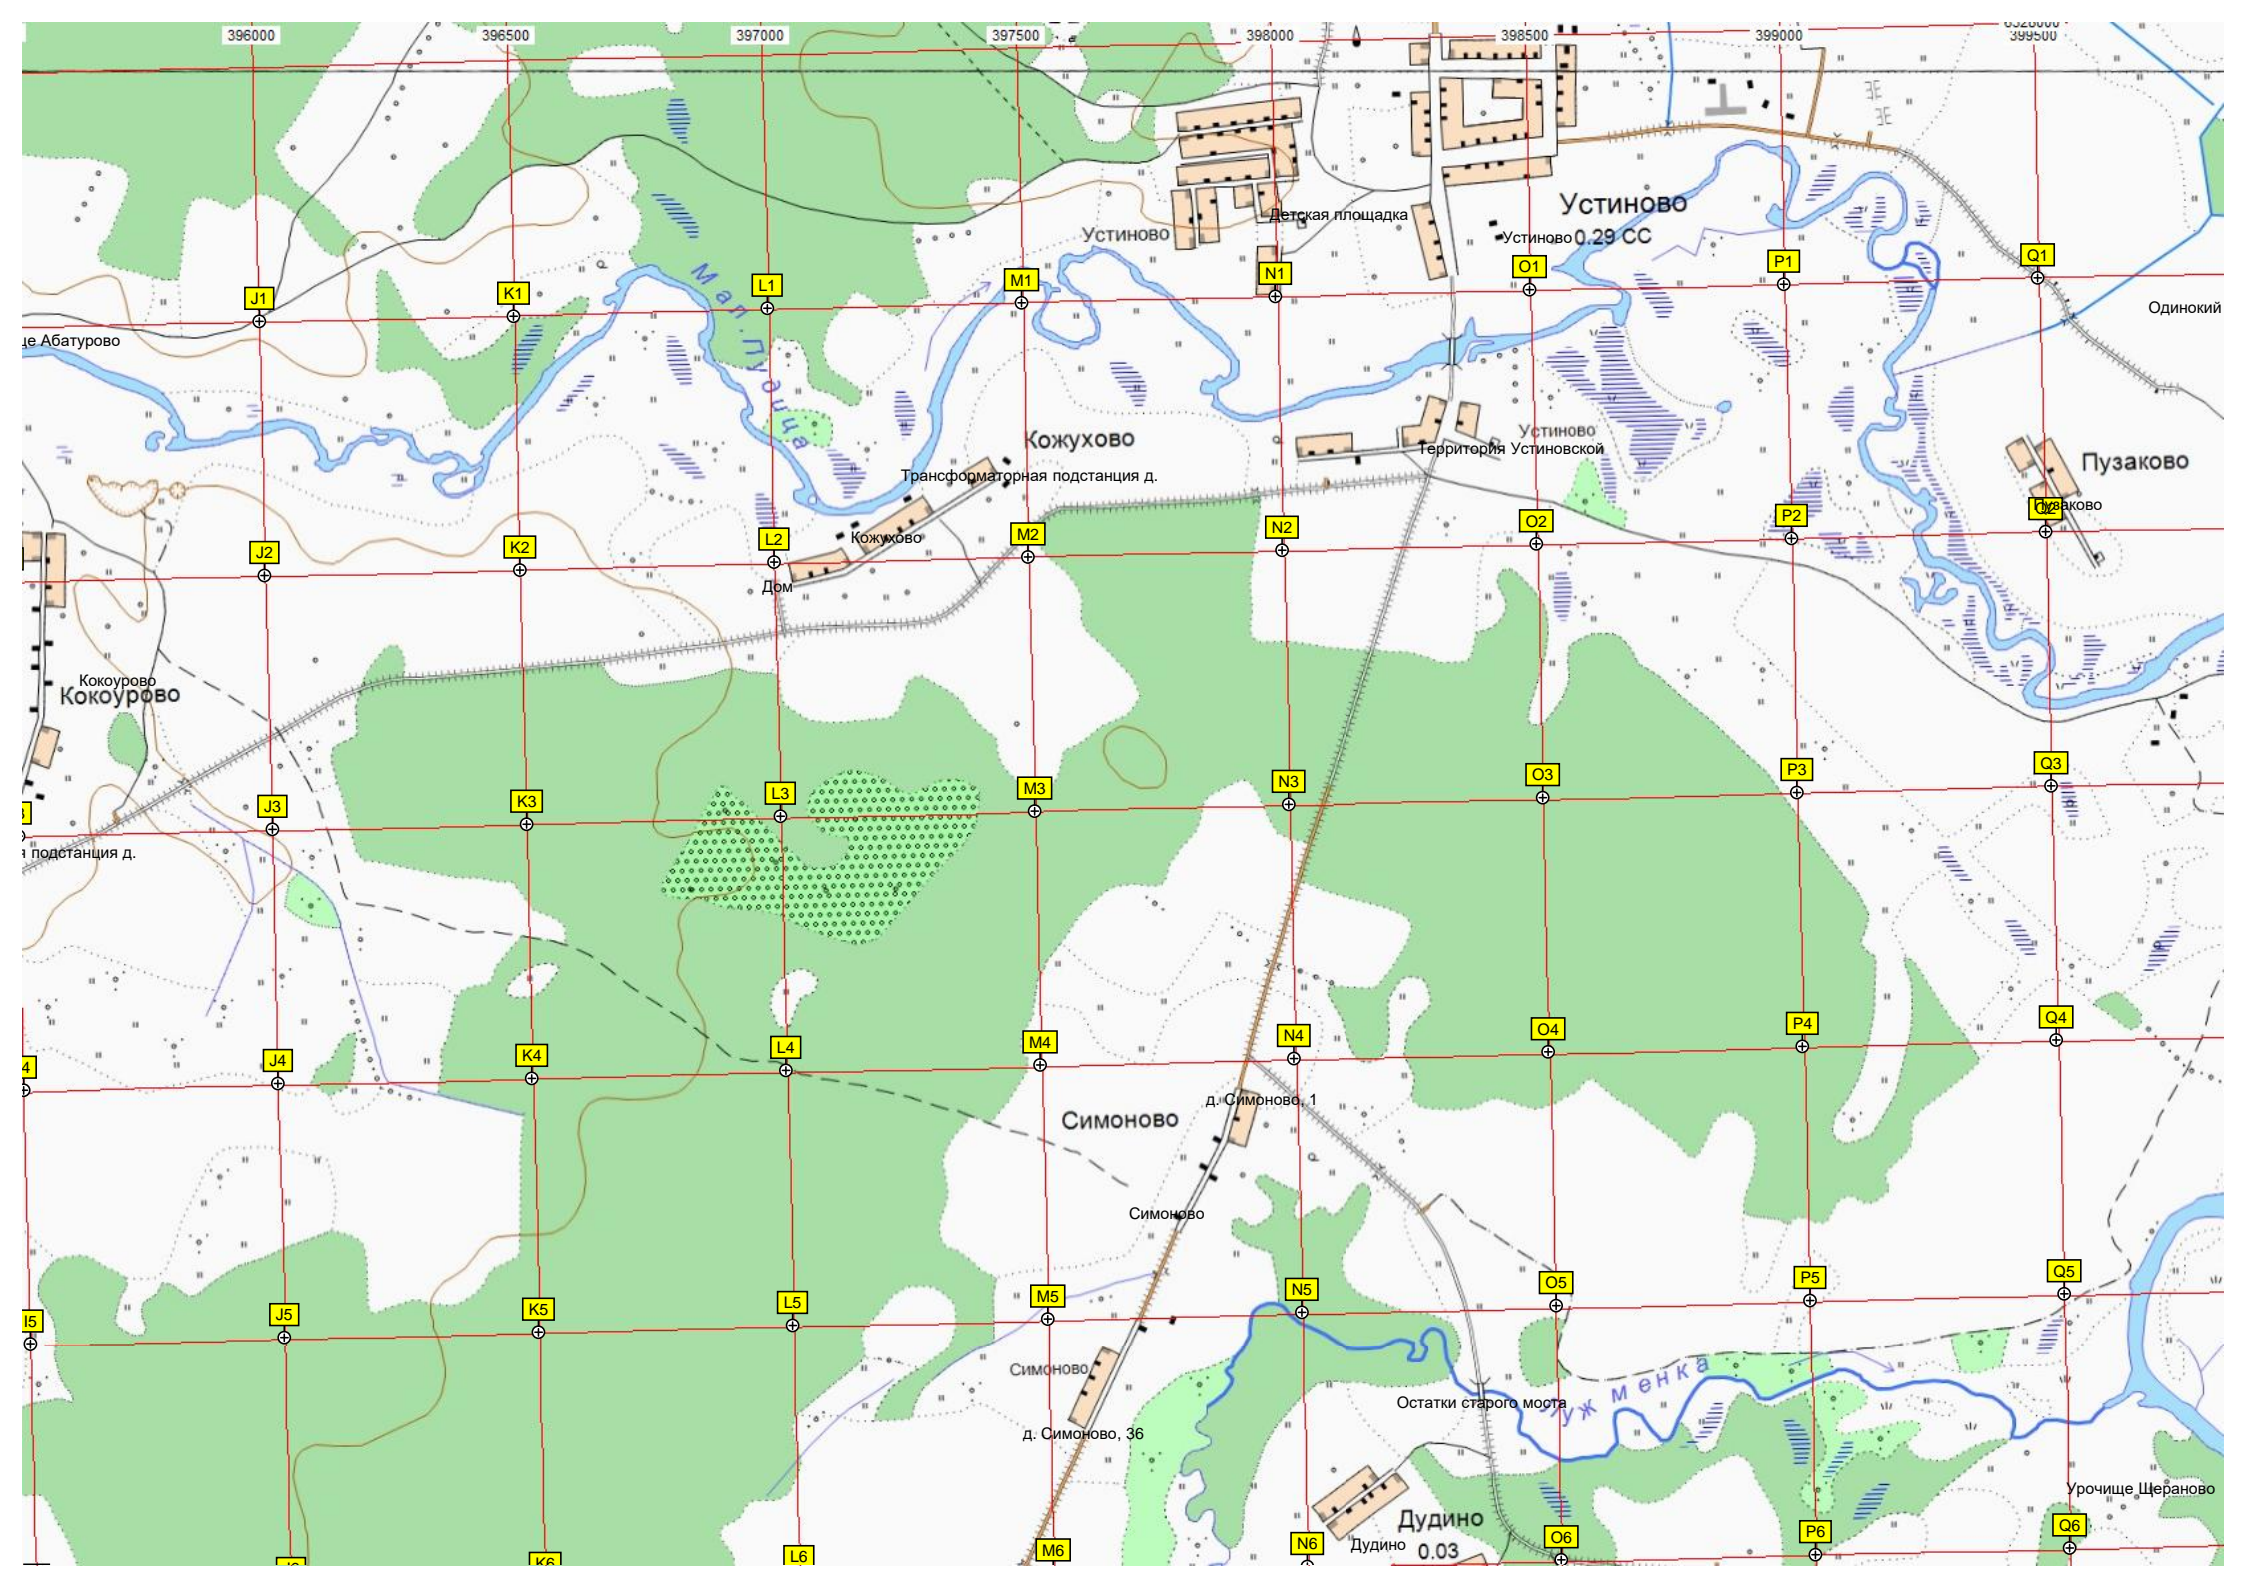 396000
396500
397000
397500
398000
398500
399000
399500
Детская площадка
Устиново
Устиново
Устиново 0.29 СС
J1
K1
L1
M1
N1
O1
P1
Q1
Одинокий
Мал. Пудица
це Абатурово
Кожухово
Устиново
Территория Устиновской
Трансформаторная подстанция д.
Пузаково
Пузаково
Кожухово
J2
K2
L2
M2
N2
O2
P2
Q2
Дом
Кокоурово
Кокоурово
J3
K3
L3
M3
N3
O3
P3
Q3
я подстанция д.
4
J4
K4
L4
M4
N4
O4
P4
Q4
д. Симоново, 1
Симоново
Симоново
I5
J5
K5
L5
M5
N5
O5
P5
Q5
Симоново
Остатки старого моста
менка
д. Симоново, 36
Урочище Щераново
Дудино
0.03
Дудино
K6
L6
M6
N6
O6
P6
Q6